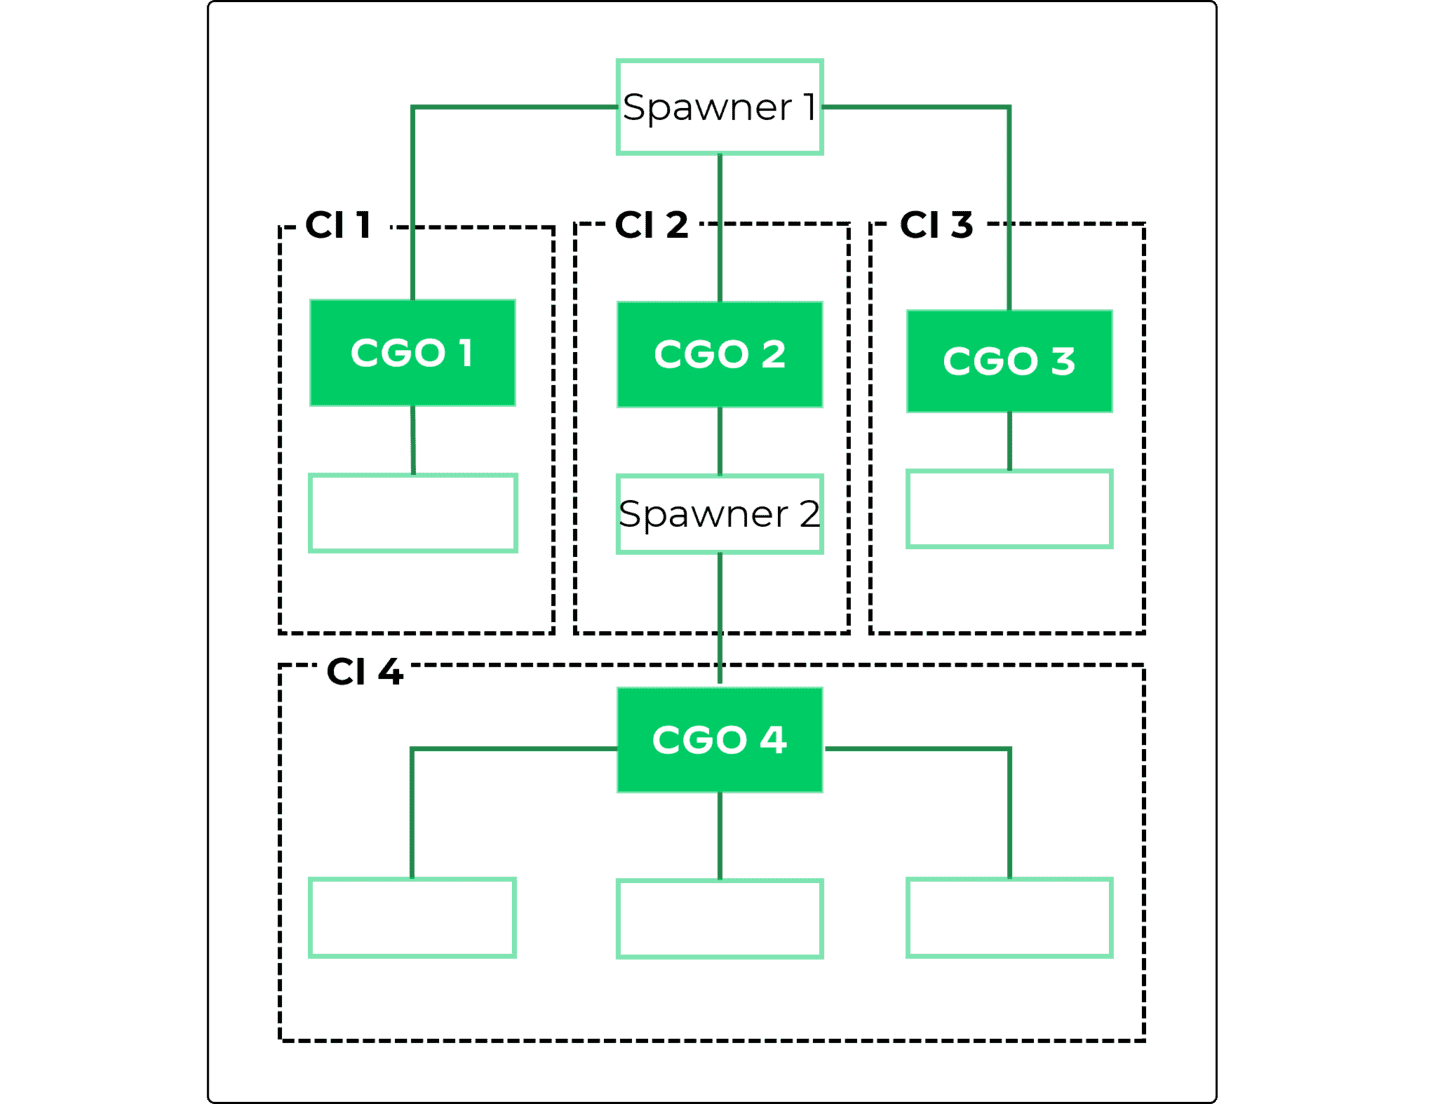 Spawner 1
CI 1
CI 2
CI 3
CGO 1
CGO 2
CGO 3
Spawner 2
CI 4
CGO 4